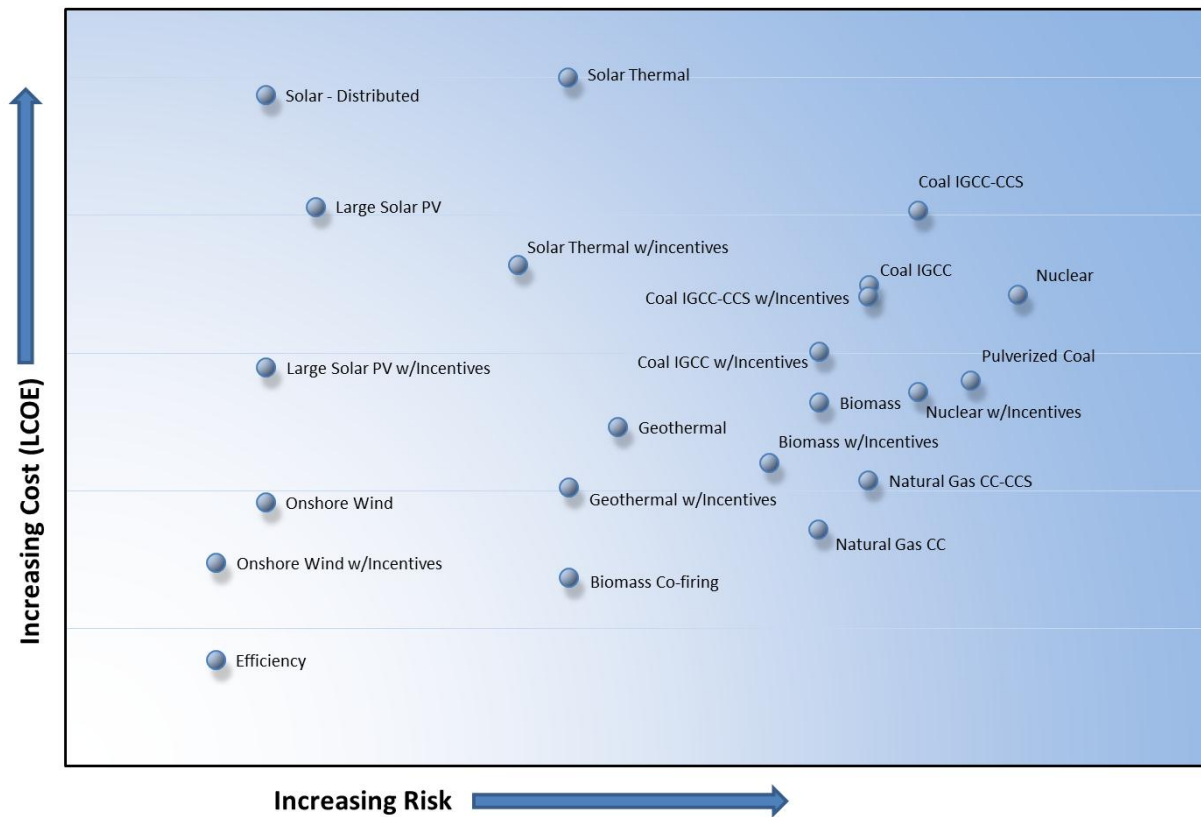 Solar Thermal
Solar - Distributed
Coal IGCC-CCS
Large Solar PV
Solar Thermal w/incentives
Coal IGCC
Nuclear
Coal IGCC-CCS w/Incentives
Pulverized Coal
Coal IGCC w/Incentives
Large Solar PV w/Incentives
Biomass
Nuclear w/Incentives
Geothermal
Biomass w/Incentives
Natural Gas CC-CCS
Geothermal w/Incentives
Onshore Wind
Natural Gas CC
Onshore Wind w/Incentives
Biomass Co-firing
Efficiency
Increasing Cost (LCOE)
Increasing Risk